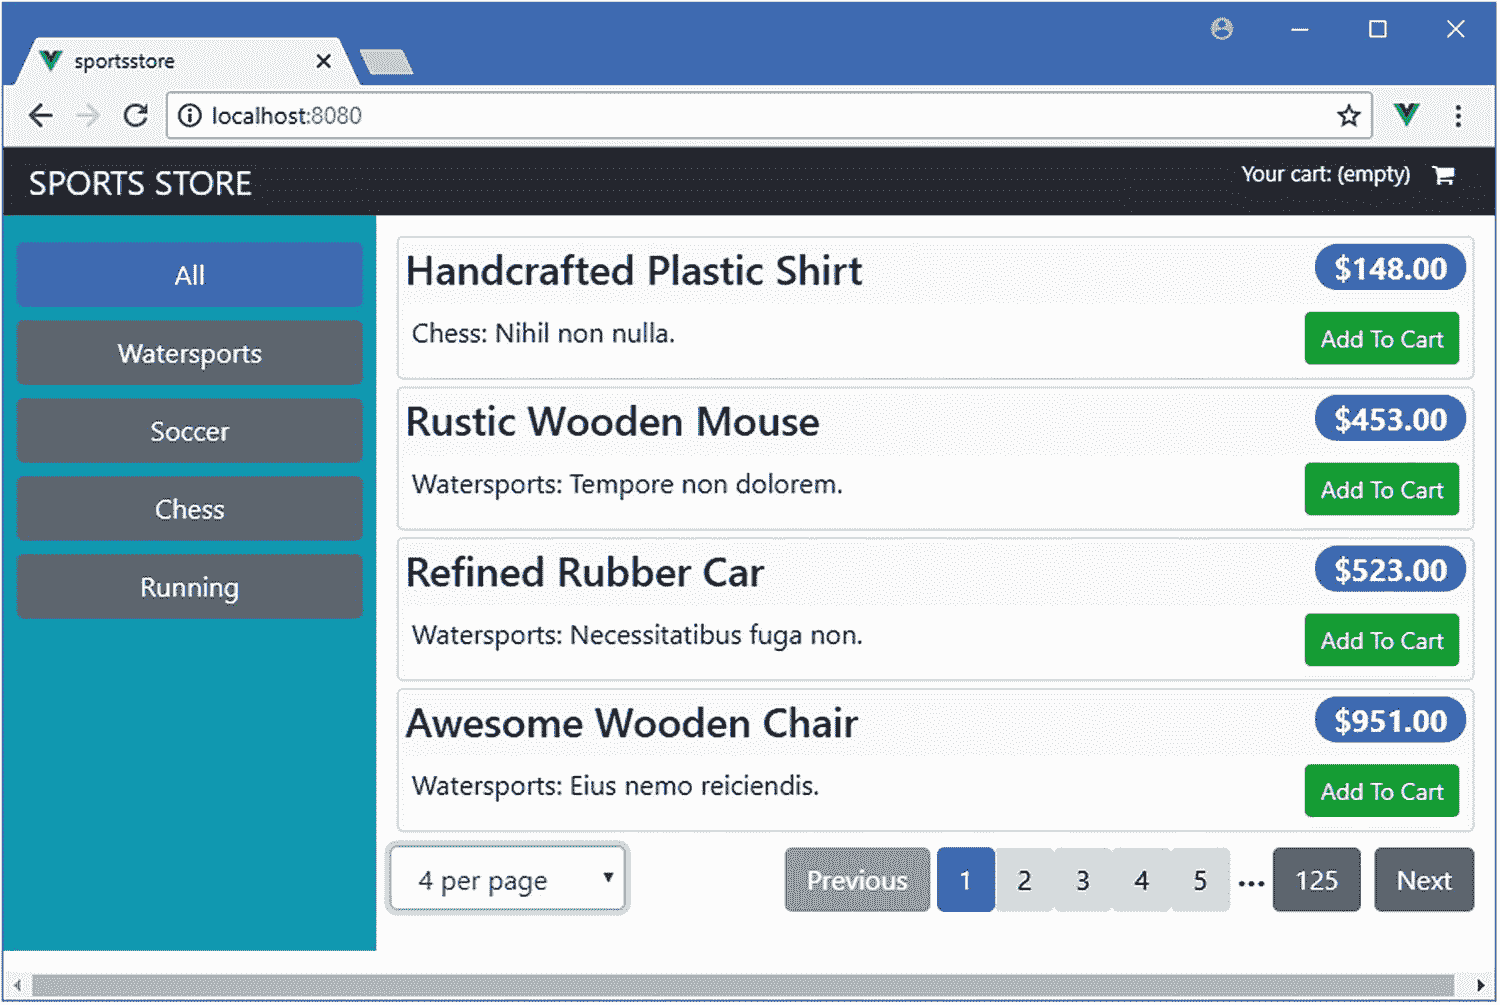 sportsstore
localhost:8080
SPORTS STORE
Your cart: (empty)
All
Watersports
Soccer
Chess
Running
Handcrafted Plastic Shirt
$148.00
Chess: Nihil non nulla.
Add To Cart
Rustic Wooden Mouse
$453.00
Watersports: Tempore non dolorem.
Add To Cart
Refined Rubber Car
$523.00
Watersports: Necessitatibus fuga non.
Add To Cart
Awesome Wooden Chair
$951.00
Watersports: Eius nemo reiciendis.
Add To Cart
4 per page
Previous 1 2 3 4 5 ... 125 Next